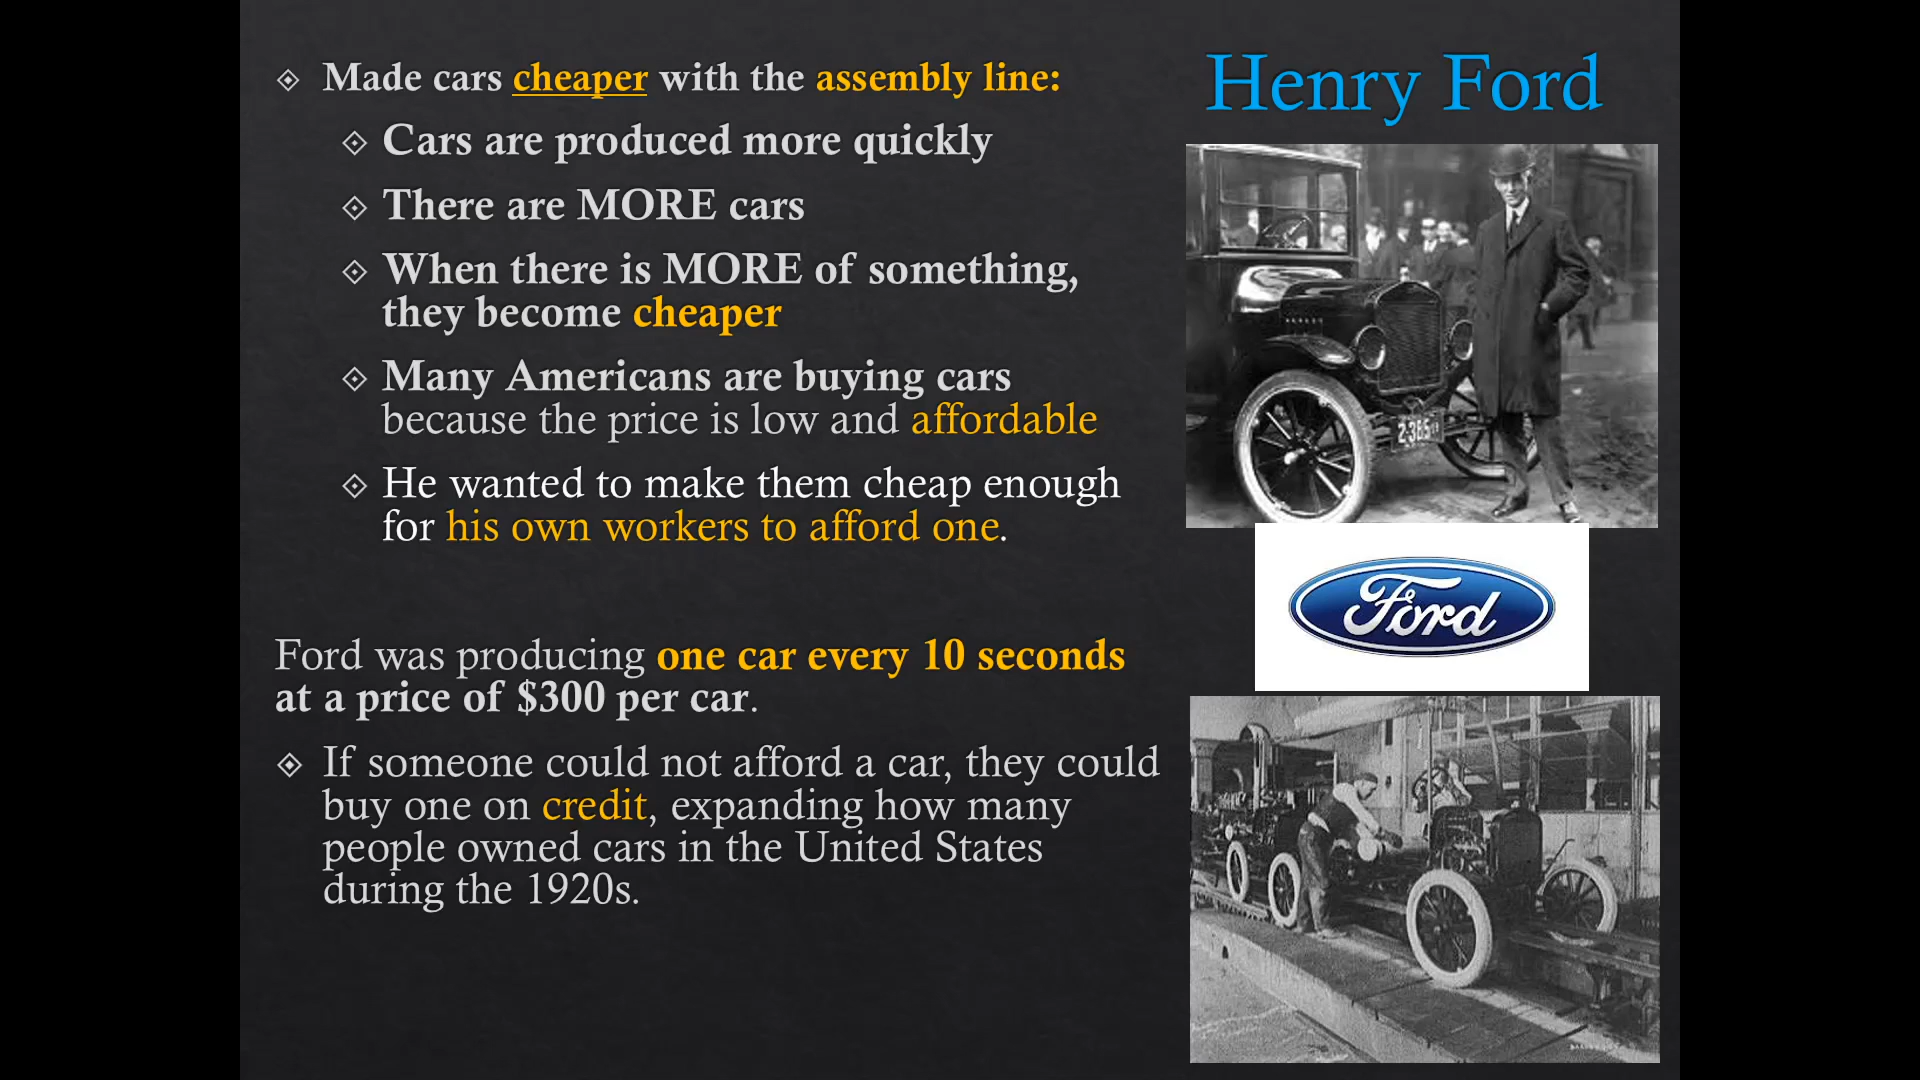 Henry Ford
Made cars cheaper with the assembly line:
Cars are produced more quickly
There are MORE cars
When there is MORE of something,
they become cheaper
Many Americans are buying cars
because the price is low and affordable
He wanted to make them cheap enough
for his own workers to afford one.
Ford was producing one car every 10 seconds
at a price of $300 per car.
If someone could not afford a car, they could
buy one on credit, expanding how many
people owned cars in the United States
during the 1920s.
2-365
Ford